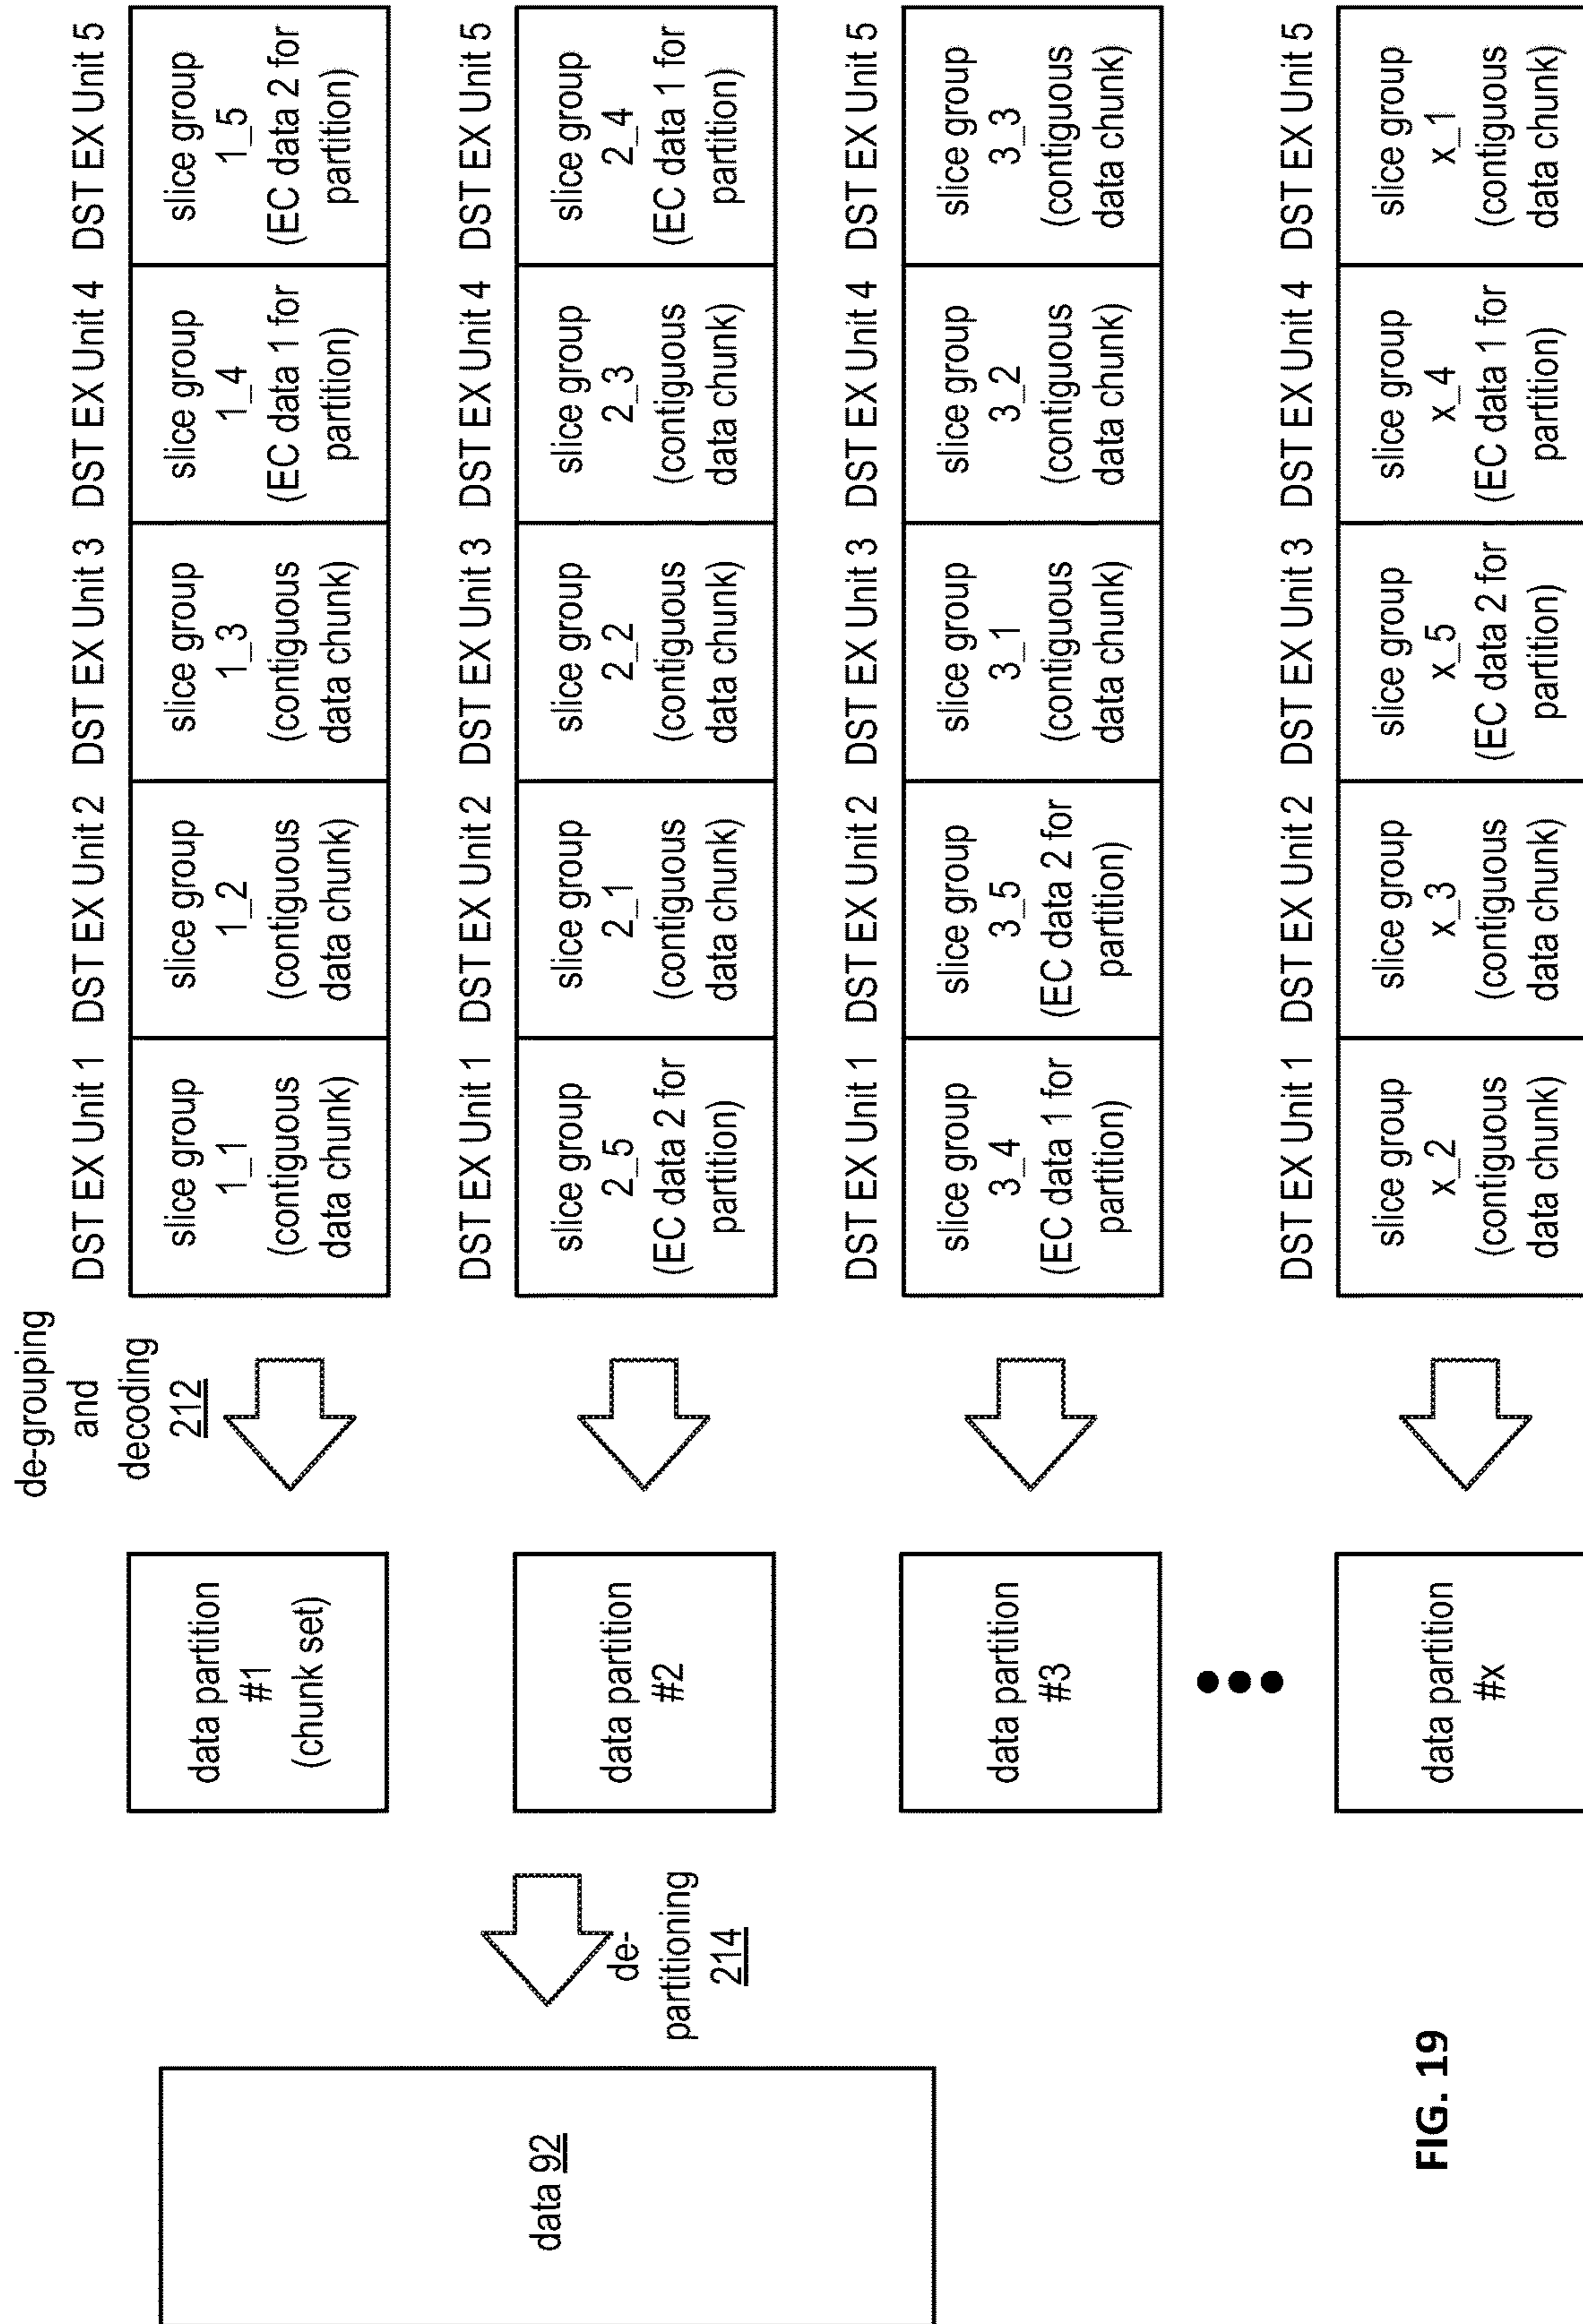 de-grouping
and
decoding
212
DST EX Unit 1 DST EX Unit 2 DST EX Unit 3 DST EX Unit 4 DST EX Unit 5
data partition
#1
(chunk set)
slice group
1_1
(contiguous
data chunk)
slice group
1_2
(contiguous
data chunk)
slice group
1_3
(contiguous
data chunk)
slice group
1_4
(EC data 1 for
partition)
slice group
1_5
(EC data 2 for
partition)
data 92
de-
partitioning
214
DST EX Unit 1 DST EX Unit 2 DST EX Unit 3 DST EX Unit 4 DST EX Unit 5
data partition
#2
slice group
2_5
(EC data 2 for
partition)
slice group
2_1
(contiguous
data chunk)
slice group
2_2
(contiguous
data chunk)
slice group
2_3
(contiguous
data chunk)
slice group
2_4
(EC data 1 for
partition)
DST EX Unit 1 DST EX Unit 2 DST EX Unit 3 DST EX Unit 4 DST EX Unit 5
data partition
#3
slice group
3_4
(EC data 1 for
partition)
slice group
3_5
(EC data 2 for
partition)
slice group
3_1
(contiguous
data chunk)
slice group
3_2
(contiguous
data chunk)
slice group
3_3
(contiguous
data chunk)
DST EX Unit 1 DST EX Unit 2 DST EX Unit 3 DST EX Unit 4 DST EX Unit 5
data partition
#x
slice group
x_2
(contiguous
data chunk)
slice group
x_3
(contiguous
data chunk)
slice group
x_5
(EC data 2 for
partition)
slice group
x_4
(EC data 1 for
partition)
slice group
x_1
(contiguous
data chunk)
FIG. 19